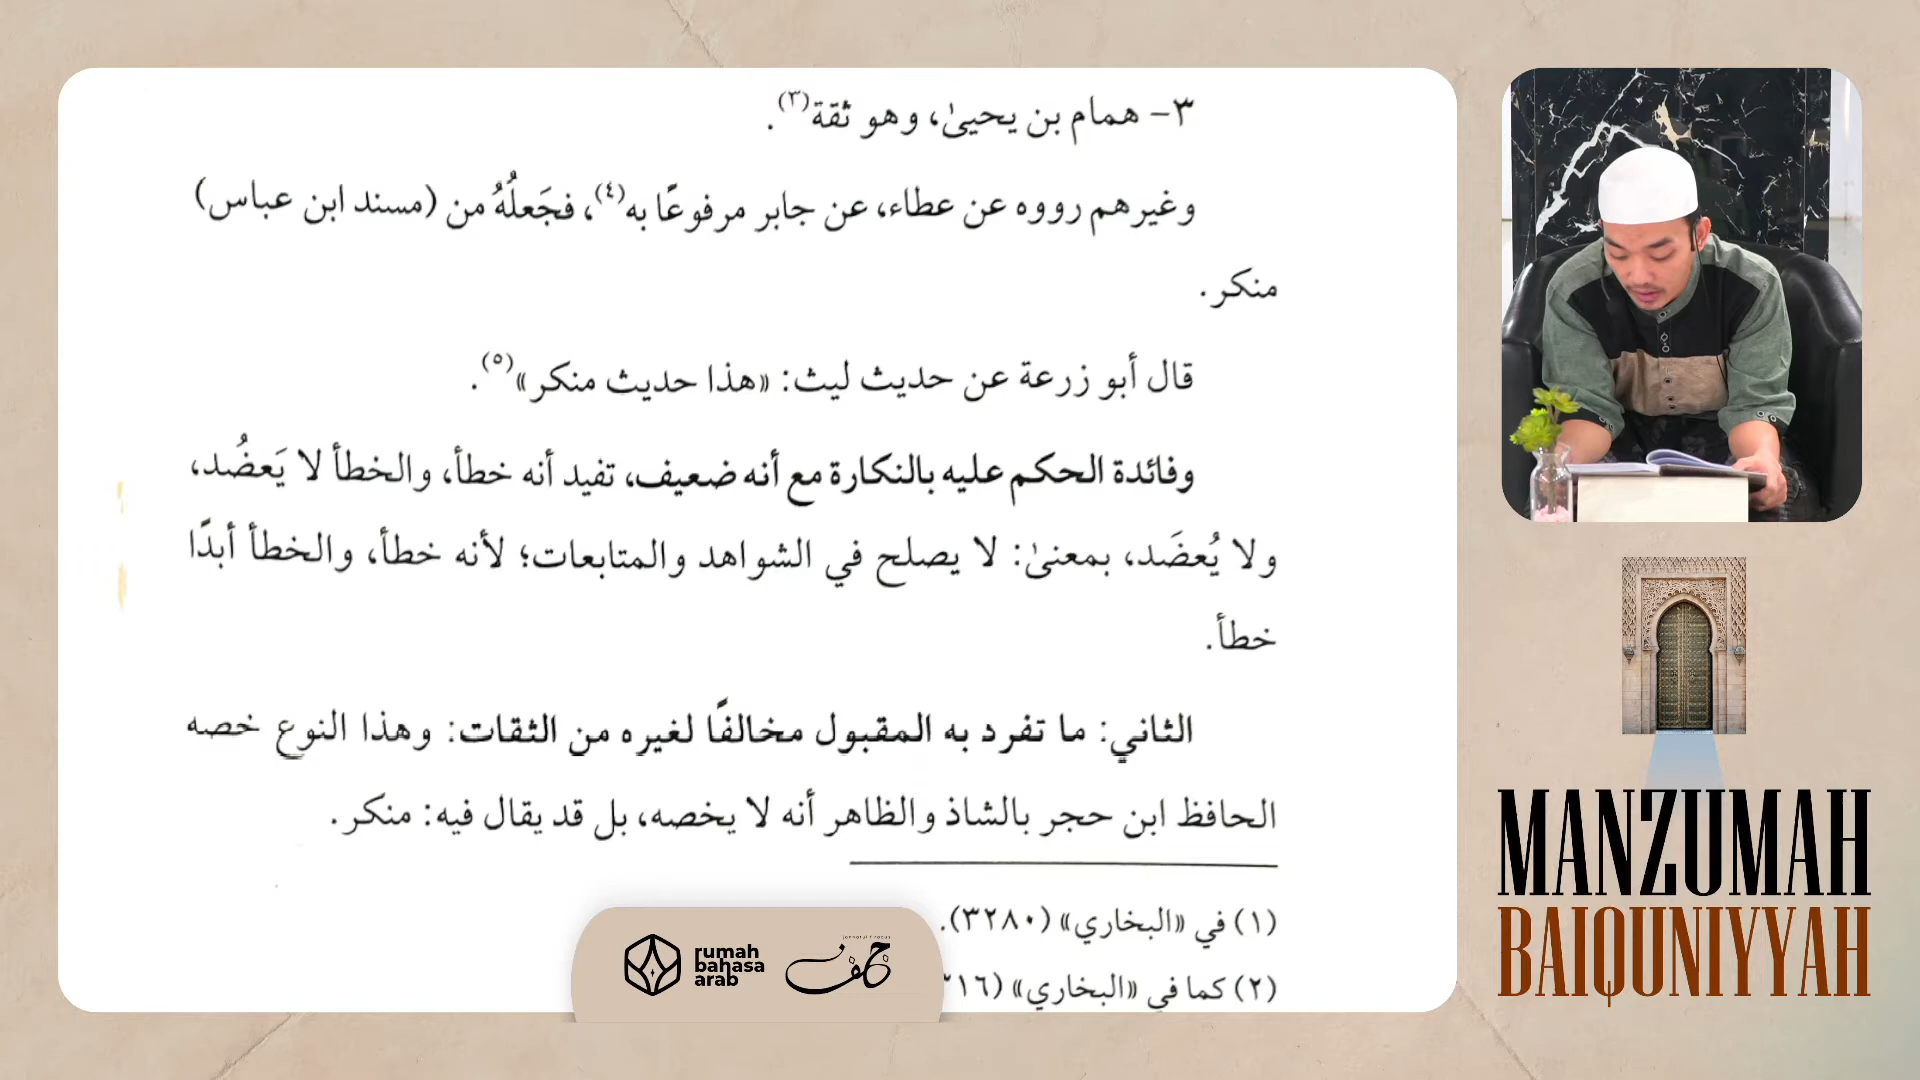 ٣- همام بن يحيىٰ، وهو ثقة(٣).
وغيرهم رووه عن عطاء، عن جابر مرفوعًا به(٤)، فجَعلُهُ من (مسند ابن عباس)
منكر.
قال أبو زرعة عن حديث ليث: «هذا حديث منكر»(٥).
وفائدة الحكم عليه بالنكارة مع أنه ضعيف، تفيد أنه خطأ، والخطأ لا يَعضُد،
ولا يُعضَد، بمعنىٰ: لا يصلح في الشواهد والمتابعات؛ لأنه خطأ، والخطأ أبدًا
خطأ.
الثاني: ما تفرد به المقبول مخالفًا لغيره من الثقات: وهذا النوع خصه
الحافظ ابن حجر بالشاذ والظاهر أنه لا يخصه، بل قد يقال فيه: منكر.
(١) في «البخاري» (٣٢٨٠).
(٢) كما في «البخاري» (٣١٦
rumah
bahasa
arab
MANZUMAH
BAIQUNIYYAH